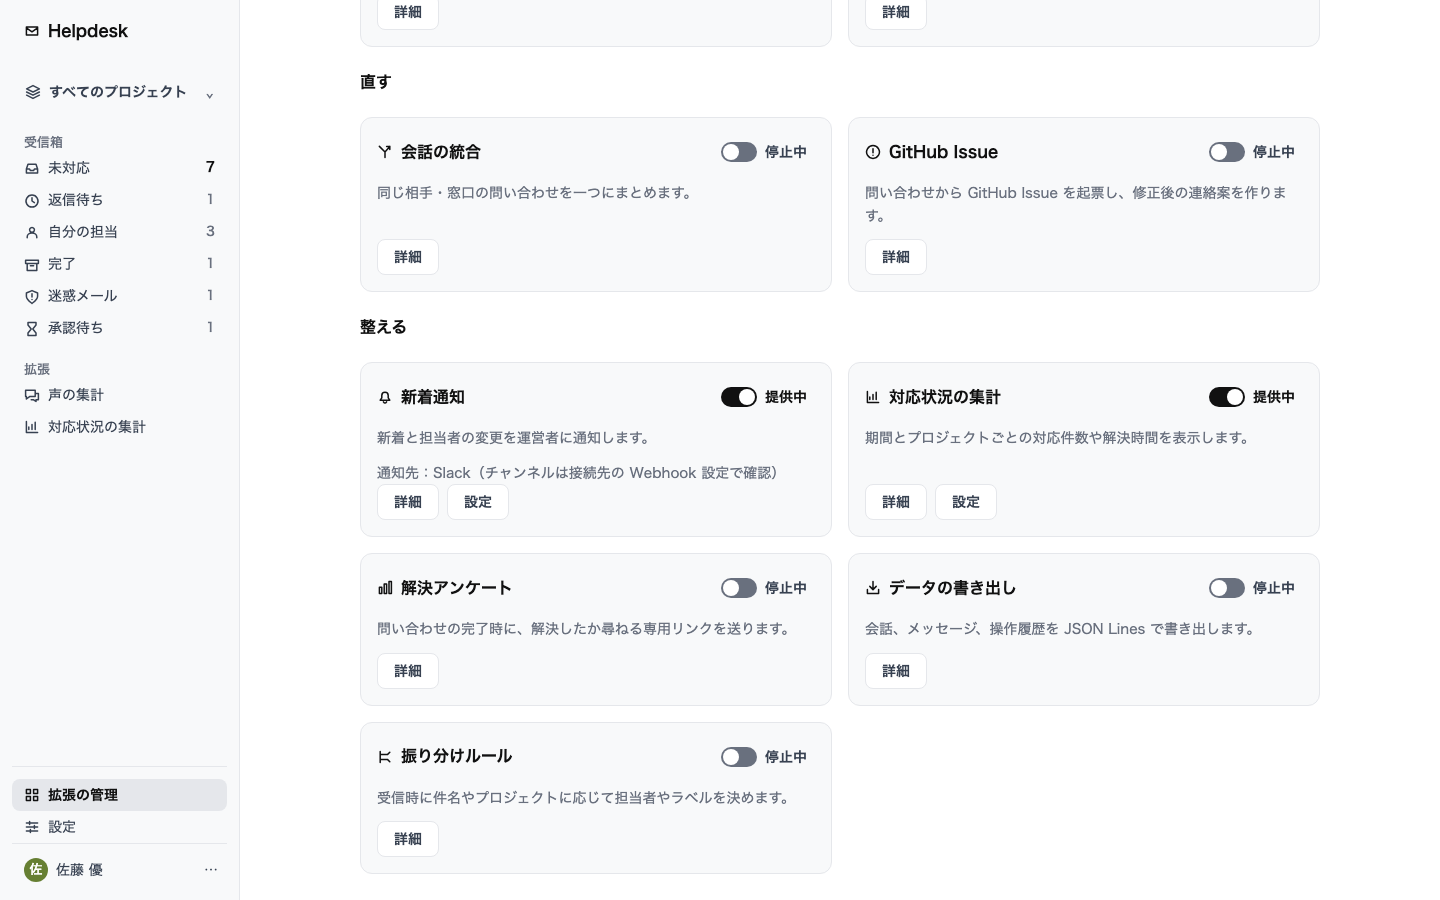 Helpdesk
すべてのプロジェクト
受信箱
未対応 7
返信待ち 1
自分の担当 3
完了 1
迷惑メール 1
承認待ち 1
拡張
声の集計
対応状況の集計
拡張の管理
設定
佐 佐藤 優 …
詳細 詳細
直す
会話の統合 停止中
同じ相手・窓口の問い合わせを一つにまとめます。
詳細
GitHub Issue 停止中
問い合わせから GitHub Issue を起票し、修正後の連絡案を作りま
す。
詳細
整える
新着通知 提供中
新着と担当者の変更を運営者に通知します。
通知先：Slack（チャンネルは接続先の Webhook 設定で確認）
詳細 設定
対応状況の集計 提供中
期間とプロジェクトごとの対応件数や解決時間を表示します。
詳細 設定
解決アンケート 停止中
問い合わせの完了時に、解決したか尋ねる専用リンクを送ります。
詳細
データの書き出し 停止中
会話、メッセージ、操作履歴を JSON Lines で書き出します。
詳細
振り分けルール 停止中
受信時に件名やプロジェクトに応じて担当者やラベルを決めます。
詳細